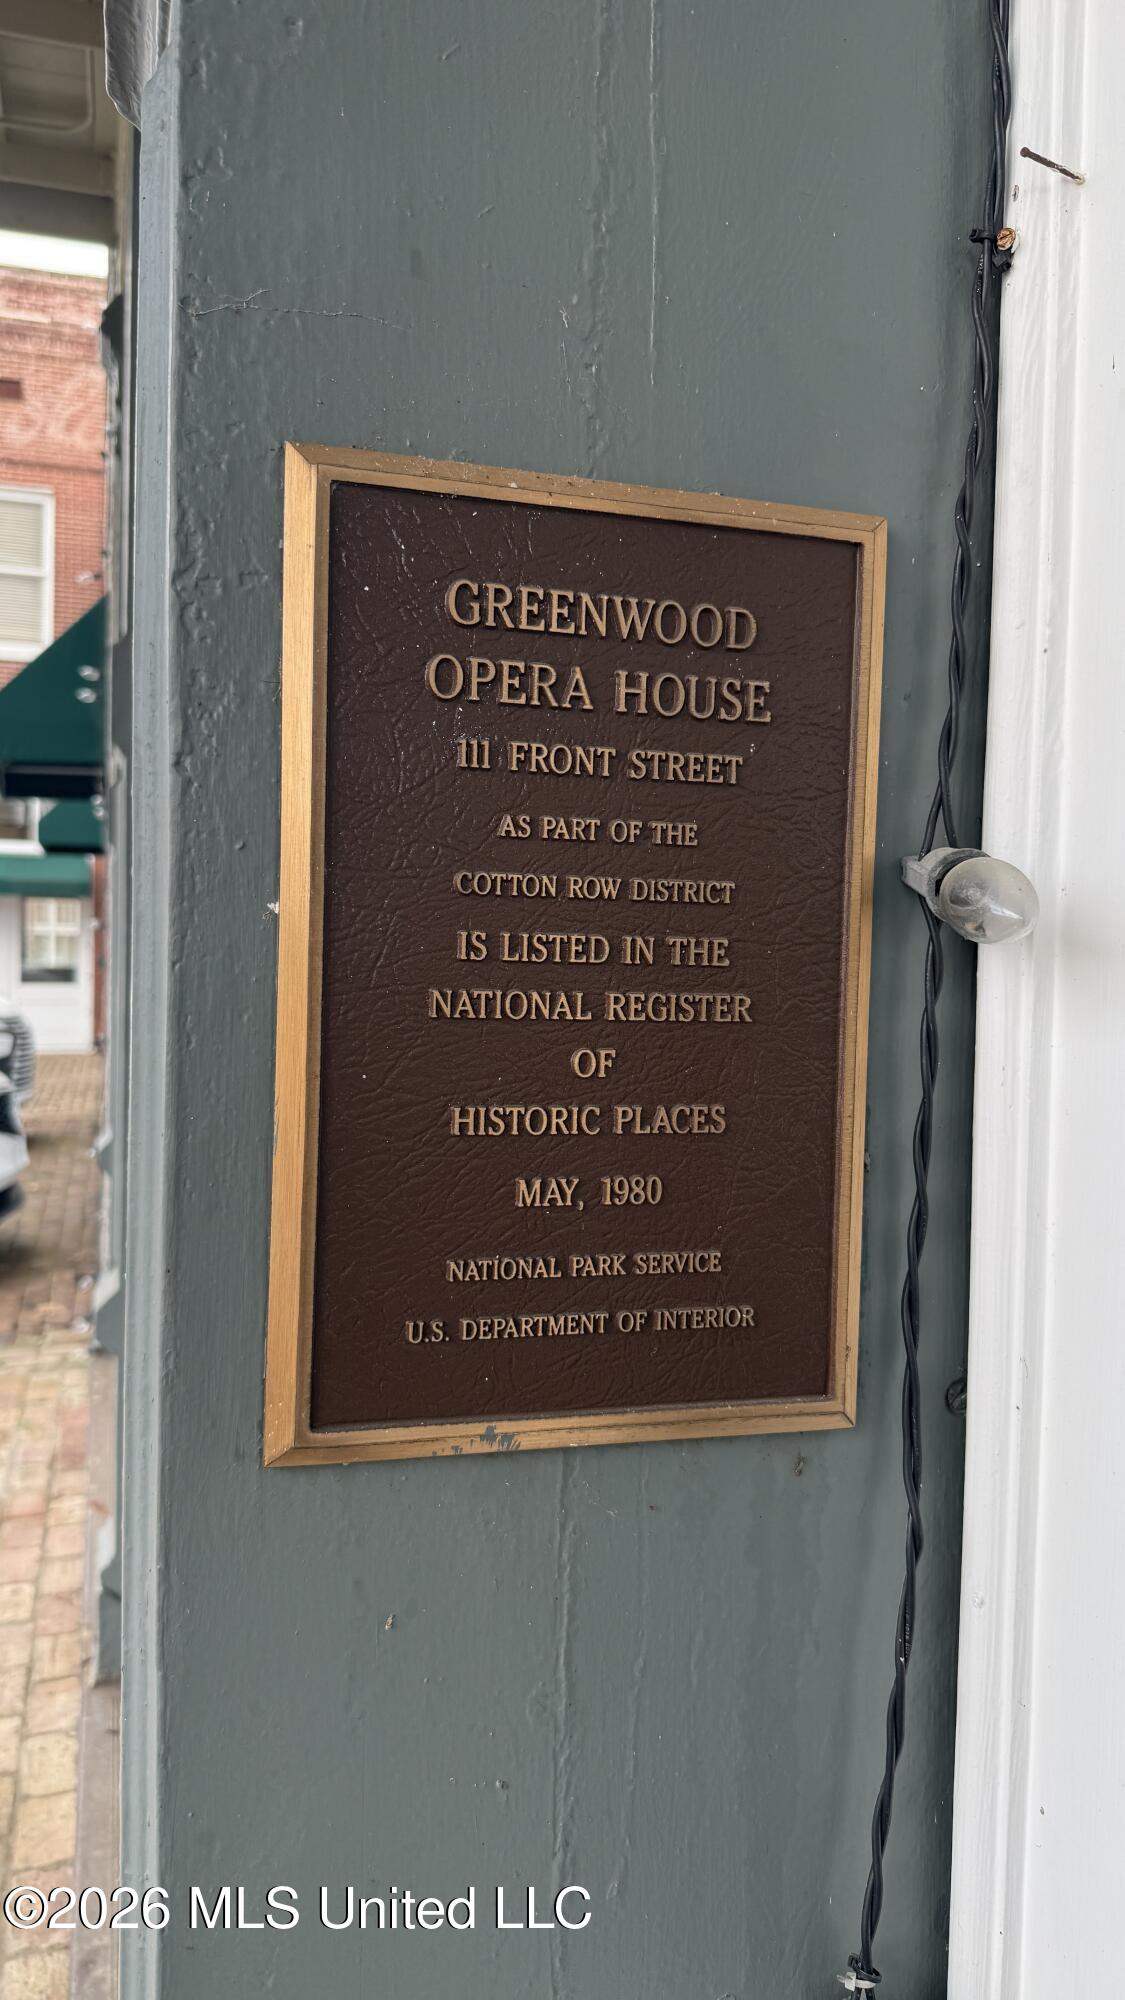 GREENWOOD
OPERA HOUSE
111 FRONT STREET
AS PART OF THE
COTTON ROW DISTRICT
IS LISTED IN THE
NATIONAL REGISTER
OF
HISTORIC PLACES
MAY, 1980
NATIONAL PARK SERVICE
U.S. DEPARTMENT OF INTERIOR
©2026 MLS United LLC